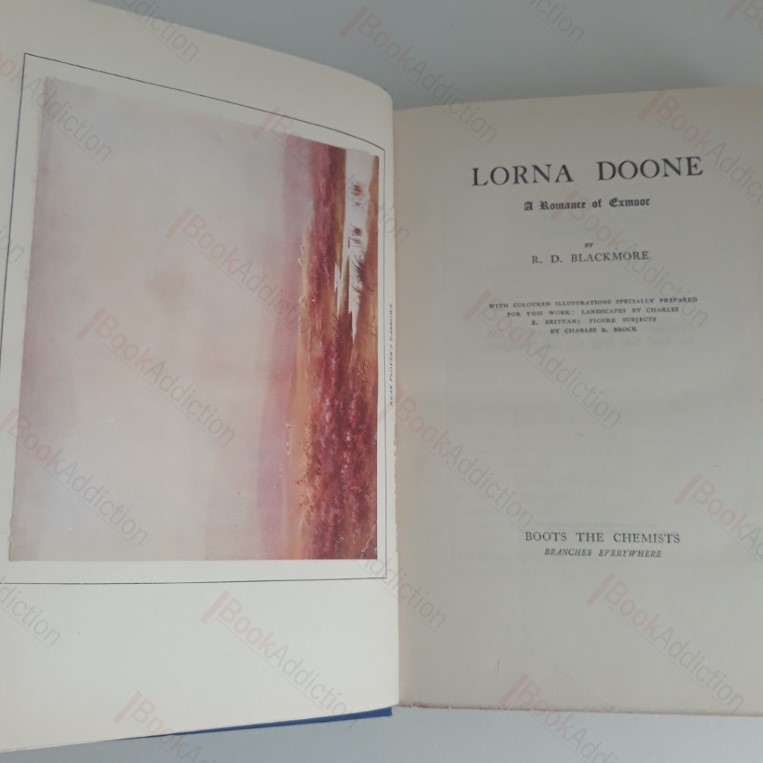 LORNA DOONE
A Romance of Exmoor
BY
R. D. BLACKMORE
WITH COLOURED ILLUSTRATIONS SPECIALLY PREPARED
FOR THIS WORK: LANDSCAPES BY CHARLES
E. BRITTAN; FIGURE SUBJECTS
BY CHARLES E. BROCK
BOOTS THE CHEMISTS
BRANCHES EVERYWHERE
BookAddiction